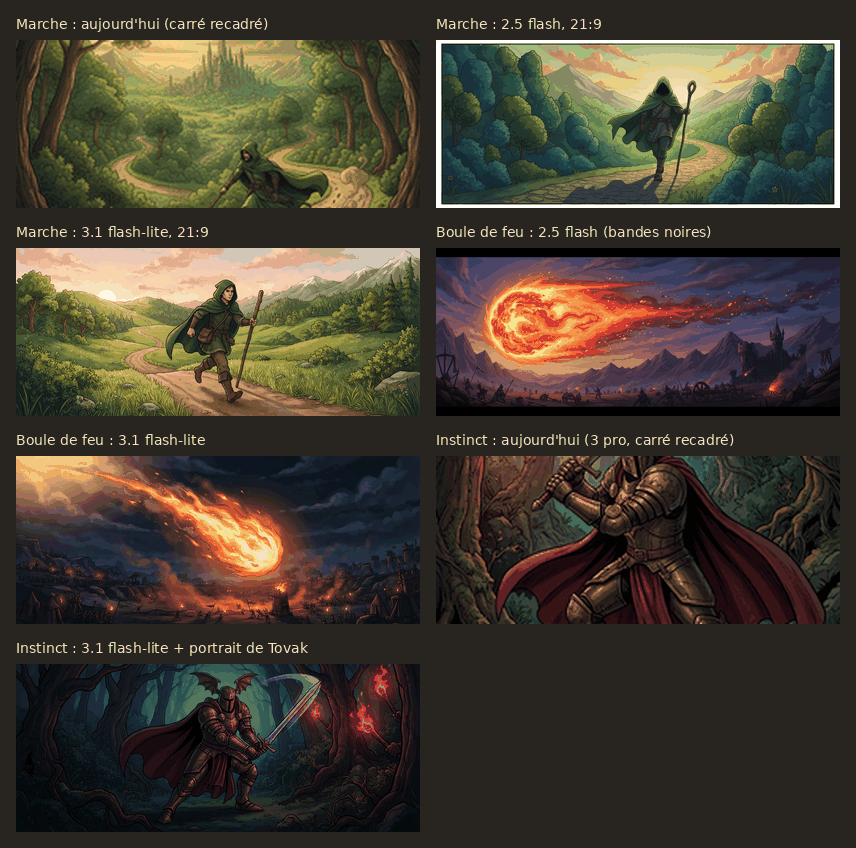 Marche : aujourd'hui (carré recadré)
Marche : 2.5 flash, 21:9
Marche : 3.1 flash-lite, 21:9
Boule de feu : 2.5 flash (bandes noires)
Boule de feu : 3.1 flash-lite
Instinct : aujourd'hui (3 pro, carré recadré)
Instinct : 3.1 flash-lite + portrait de Tovak